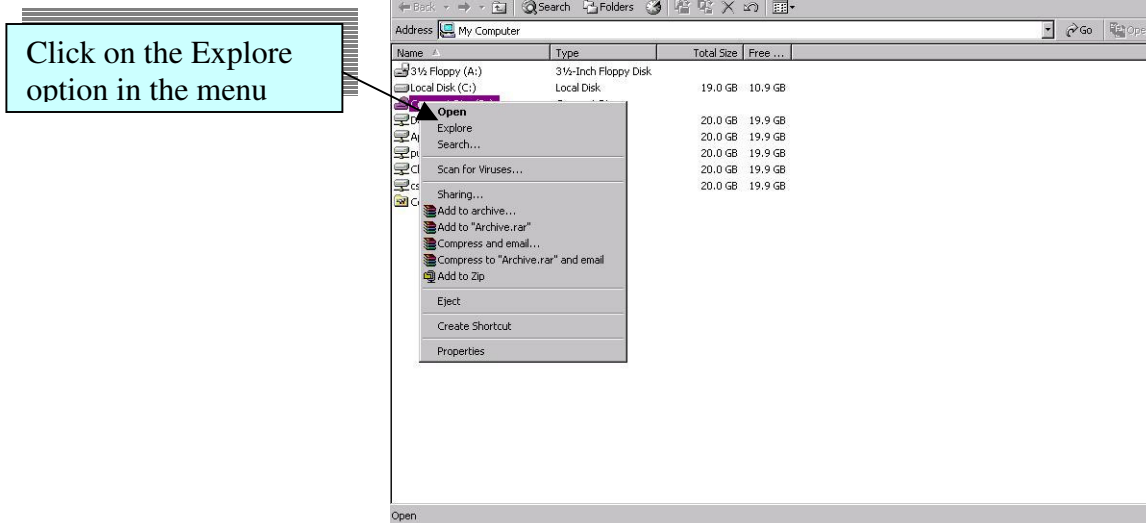 Back Search Folders
Address My Computer Go
Click on the Explore
option in the menu
Name Type Total Size Free ...
3½ Floppy (A:) 3½-Inch Floppy Disk
Local Disk (C:) Local Disk 19.0 GB 10.9 GB
20.0 GB 19.9 GB
20.0 GB 19.9 GB
20.0 GB 19.9 GB
20.0 GB 19.9 GB
20.0 GB 19.9 GB
Open
Explore
Search...
Scan for Viruses...
Sharing...
Add to archive...
Add to "Archive.rar"
Compress and email...
Compress to "Archive.rar" and email
Add to Zip
Eject
Create Shortcut
Properties
Open